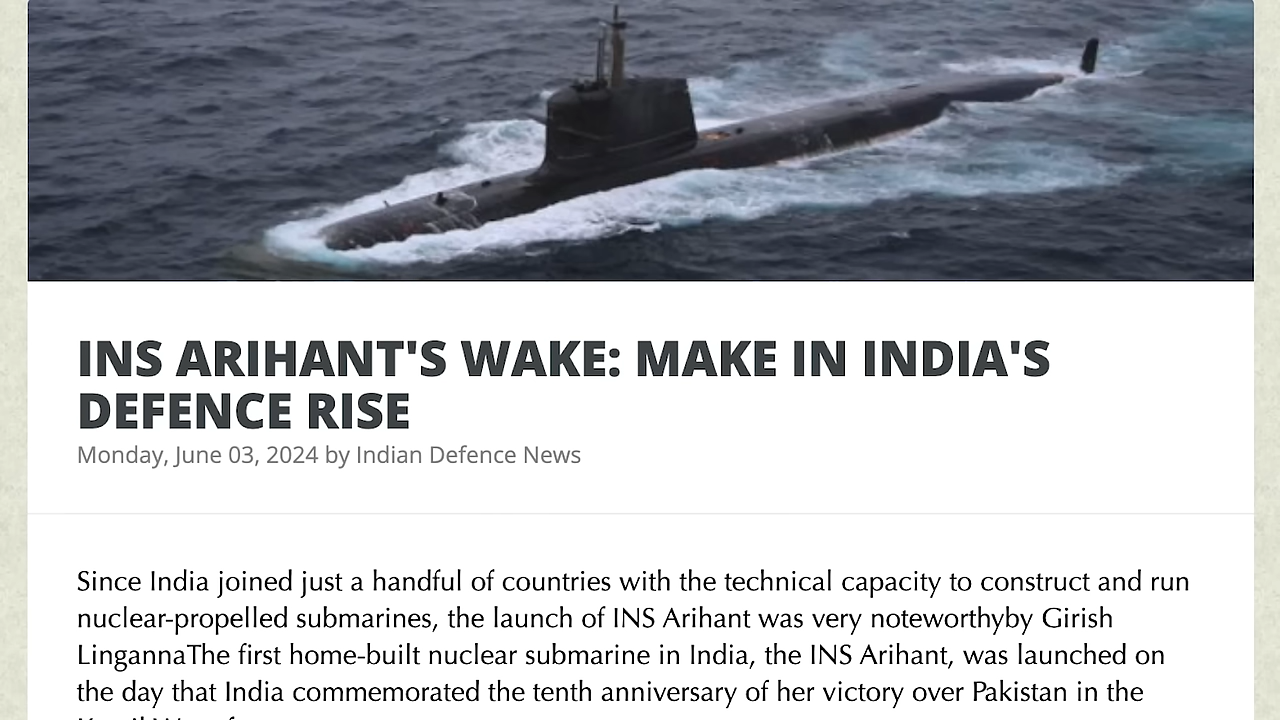 INS ARIHANT'S WAKE: MAKE IN INDIA'S
DEFENCE RISE
Monday, June 03, 2024 by Indian Defence News
Since India joined just a handful of countries with the technical capacity to construct and run
nuclear-propelled submarines, the launch of INS Arihant was very noteworthyby Girish
LingannaThe first home-built nuclear submarine in India, the INS Arihant, was launched on
the day that India commemorated the tenth anniversary of her victory over Pakistan in the